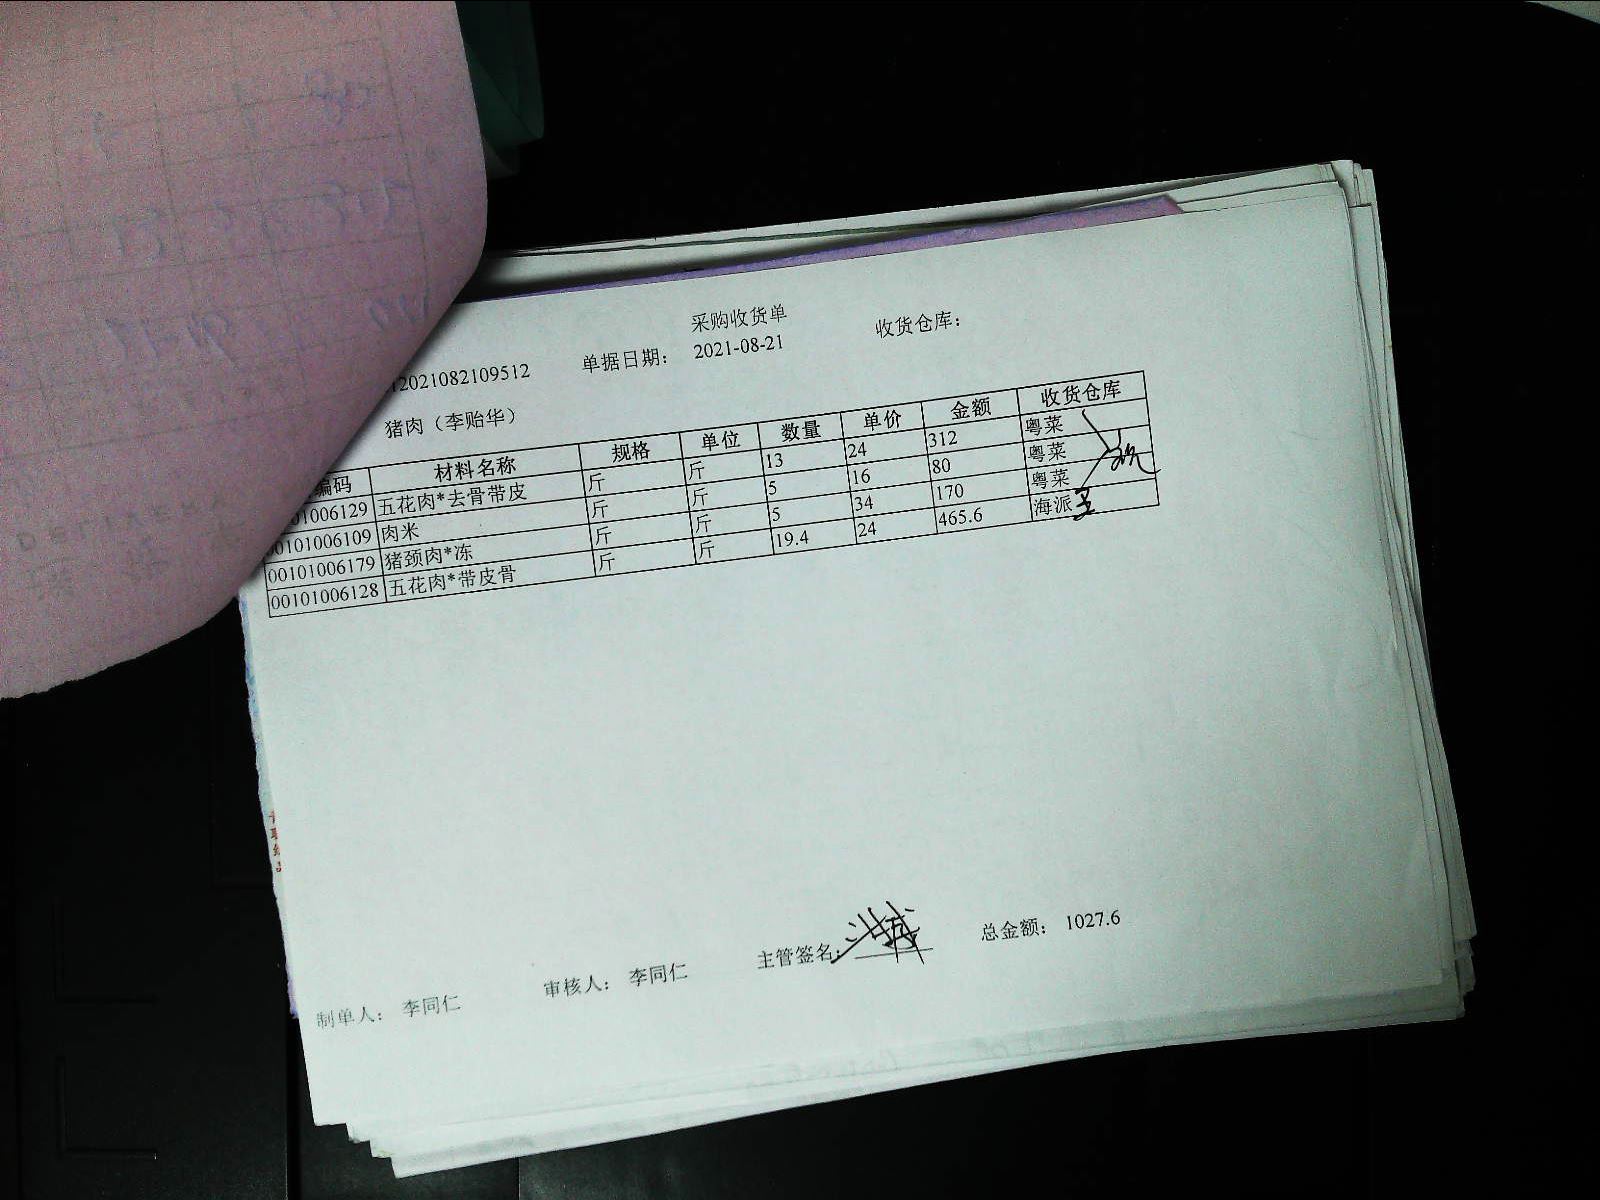 采购收货单
12021082109512 单据日期： 2021-08-21 收货仓库：
猪肉（李贻华）
编码 材料名称 规格 单位 数量 单价 金额 收货仓库
00101006129 五花肉*去骨带皮 斤 斤 13 24 312 粤菜
00101006109 肉米 斤 斤 5 16 80 粤菜
00101006179 猪颈肉*冻 斤 斤 5 34 170 粤菜
00101006128 五花肉*带皮骨 斤 斤 19.4 24 465.6 海派
制单人： 李同仁 审核人： 李同仁 主管签名： 总金额： 1027.6